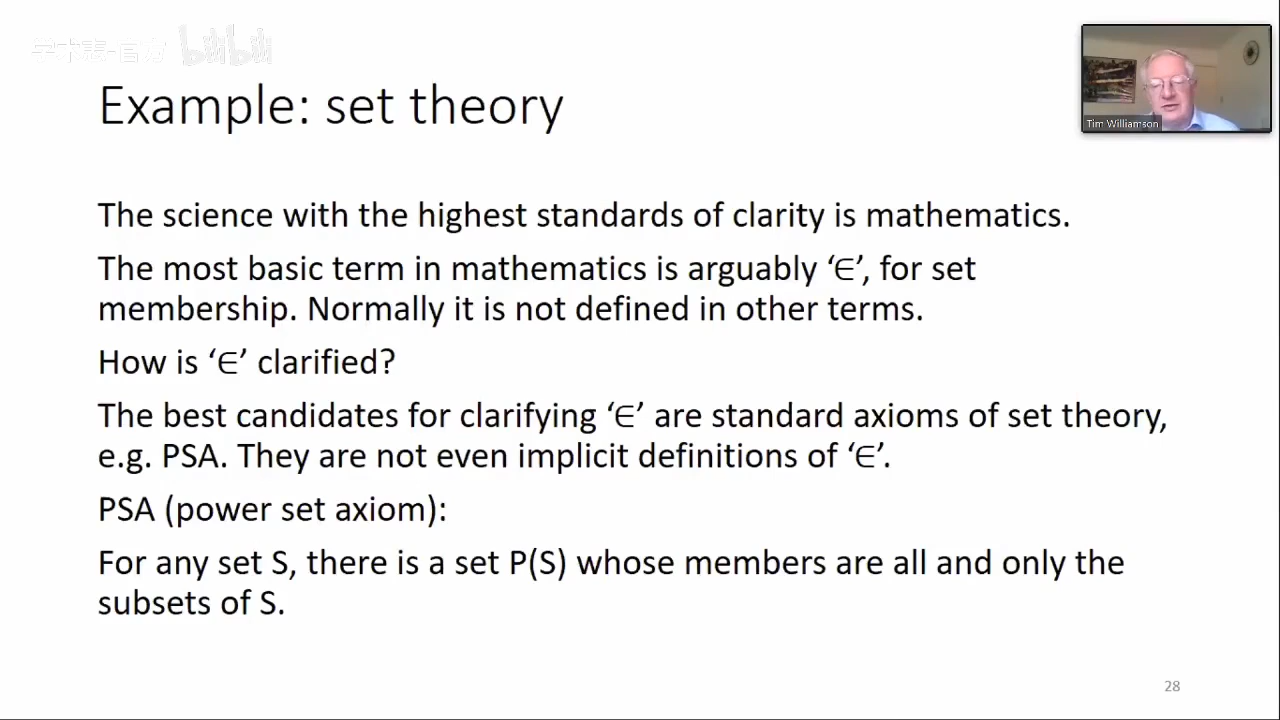 bilibili
Tim Williamson
Example: set theory
The science with the highest standards of clarity is mathematics.
The most basic term in mathematics is arguably ‘∈’, for set
membership. Normally it is not defined in other terms.
How is ‘∈’ clarified?
The best candidates for clarifying ‘∈’ are standard axioms of set theory,
e.g. PSA. They are not even implicit definitions of ‘∈’.
PSA (power set axiom):
For any set S, there is a set P(S) whose members are all and only the
subsets of S.
28